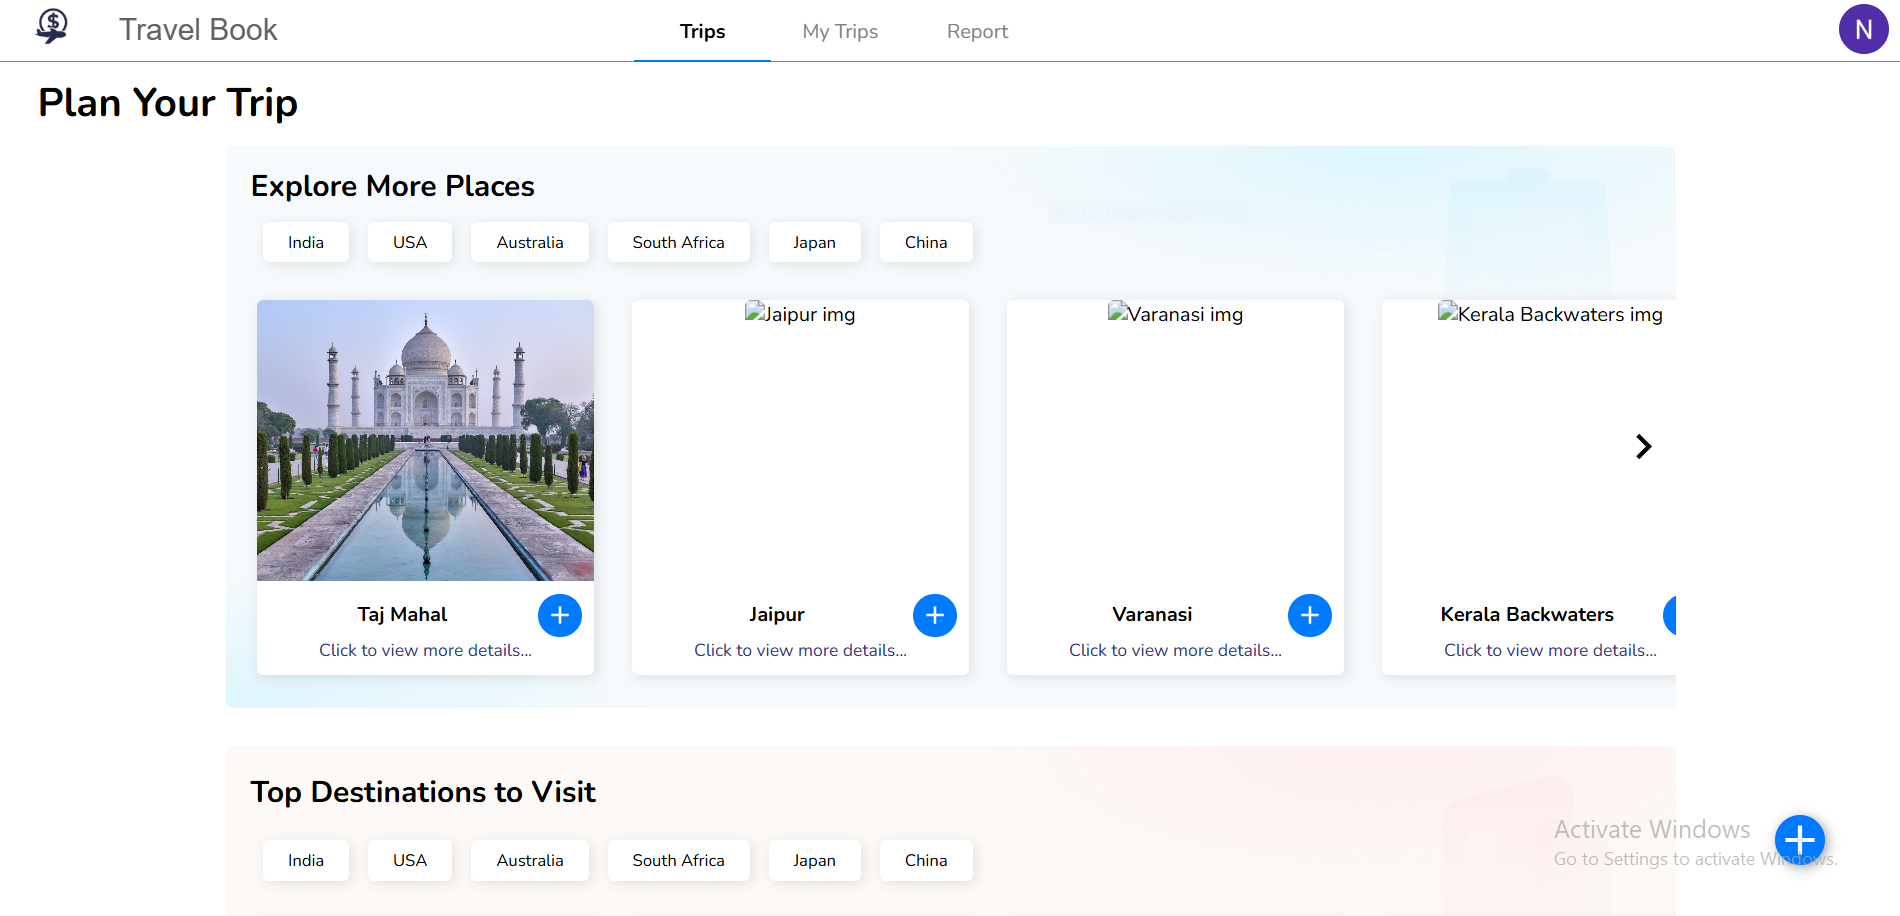 Travel Book
Trips
My Trips
Report
N
Plan Your Trip
Explore More Places
Rectangular Snip
India
USA
Australia
South Africa
Japan
China
Jaipur img
Varanasi img
Kerala Backwaters img
Taj Mahal
Click to view more details...
Jaipur
Click to view more details...
Varanasi
Click to view more details...
Kerala Backwaters
Click to view more details...
Top Destinations to Visit
India
USA
Australia
South Africa
Japan
China
Activate Windows
Go to Settings to activate Windows.